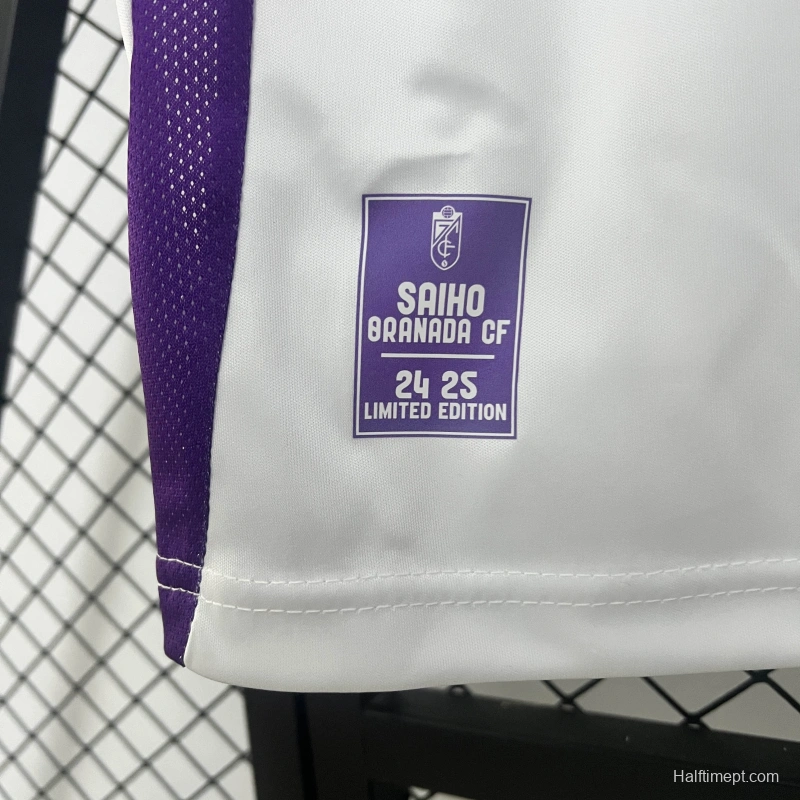 SAIHO
GRANADA CF
24 25
LIMITED EDITION
Halftimept.com